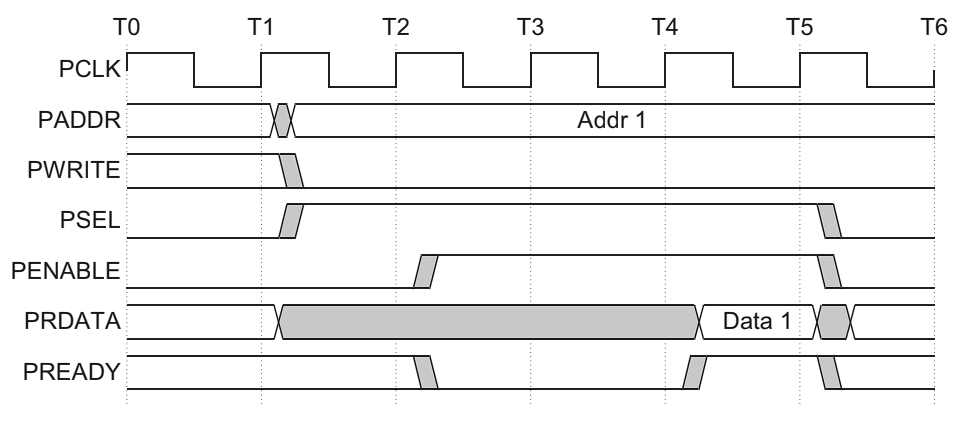 T0 T1 T2 T3 T4 T5 T6
PCLK
PADDR Addr 1
PWRITE
PSEL
PENABLE
PRDATA Data 1
PREADY